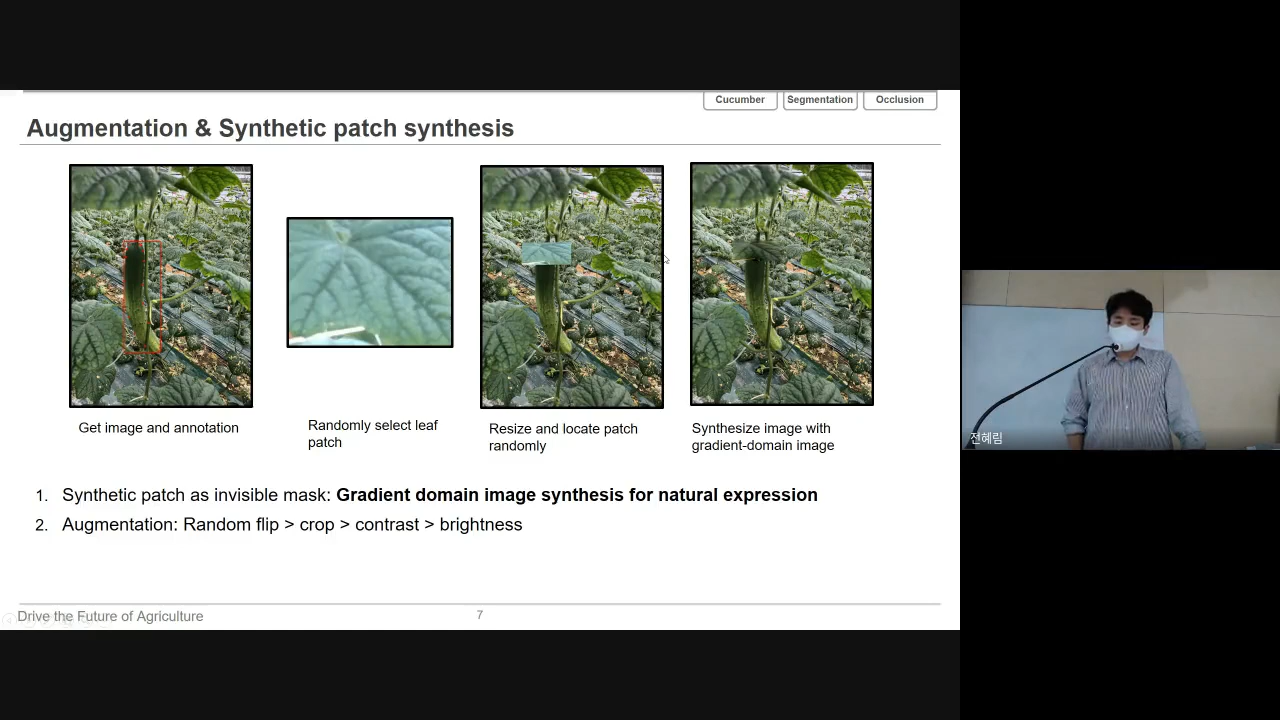 Cucumber
Segmentation
Occlusion
Augmentation & Synthetic patch synthesis
Get image and annotation
Randomly select leaf
patch
Resize and locate patch
randomly
Synthesize image with
gradient-domain image
1. Synthetic patch as invisible mask: Gradient domain image synthesis for natural expression
2. Augmentation: Random flip > crop > contrast > brightness
Drive the Future of Agriculture
7
전혜림